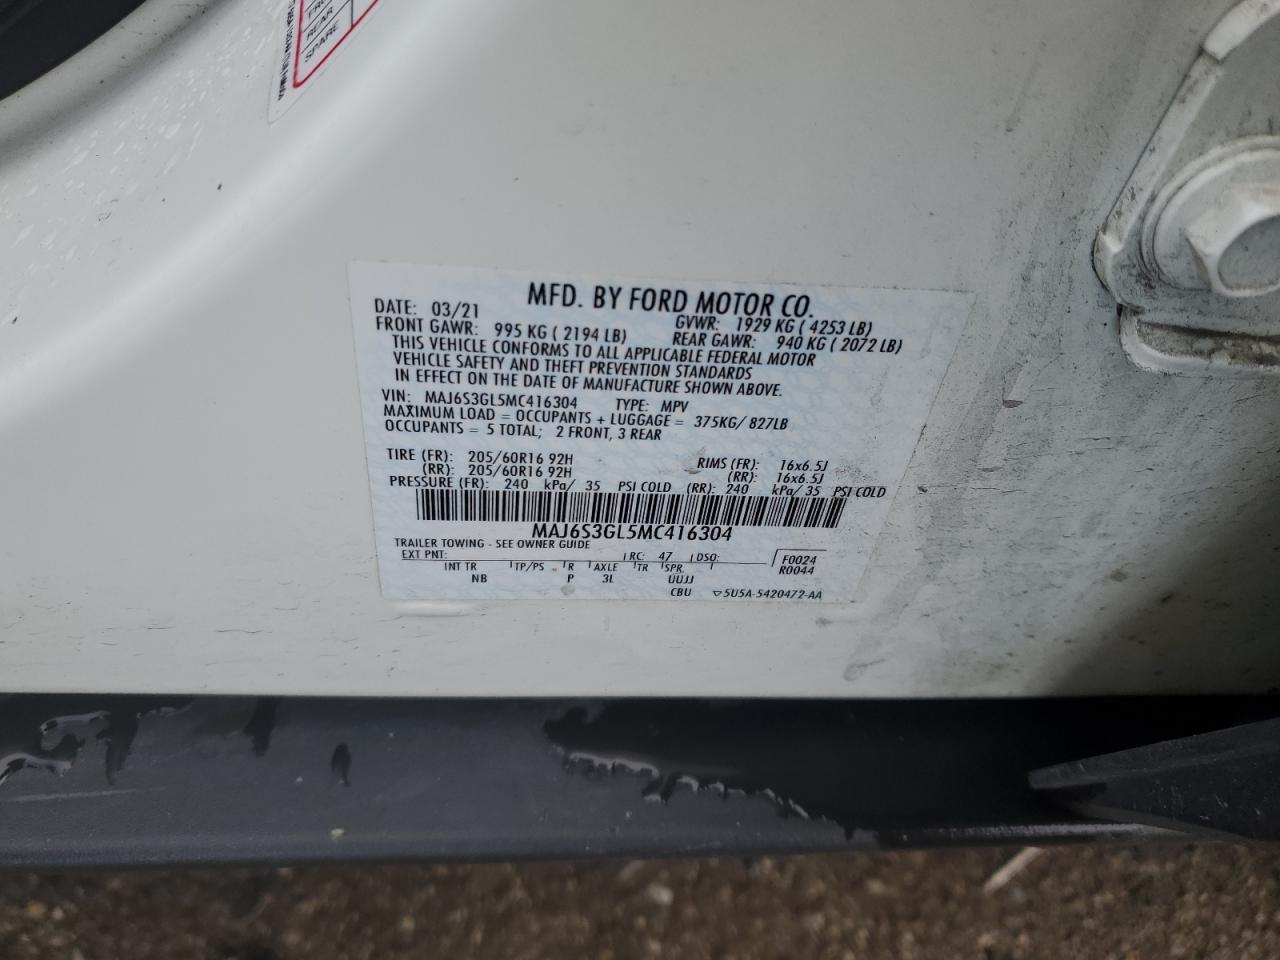 REAR
SPARE
MFD. BY FORD MOTOR CO.
DATE: 03/21
GVWR: 1929 KG ( 4253 LB)
FRONT GAWR: 995 KG ( 2194 LB)
REAR GAWR: 940 KG ( 2072 LB)
THIS VEHICLE CONFORMS TO ALL APPLICABLE FEDERAL MOTOR
VEHICLE SAFETY AND THEFT PREVENTION STANDARDS
IN EFFECT ON THE DATE OF MANUFACTURE SHOWN ABOVE.
VIN: MAJ6S3GL5MC416304 TYPE: MPV
MAXIMUM LOAD = OCCUPANTS + LUGGAGE = 375KG/ 827LB
OCCUPANTS = 5 TOTAL; 2 FRONT, 3 REAR
TIRE (FR): 205/60R16 92H RIMS (FR): 16x6.5J
(RR): 205/60R16 92H (RR): 16x6.5J
PRESSURE (FR): 240 kPa/ 35 PSI COLD (RR): 240 kPa/ 35 PSI COLD
MAJ6S3GL5MC416304
TRAILER TOWING - SEE OWNER GUIDE
EXT PNT: RC: 47 DSO: F0024
INT TR TP/PS R AXLE TR SPR R0044
NB P 3L UUJJ
CBU ▽5U5A-5420472-AA